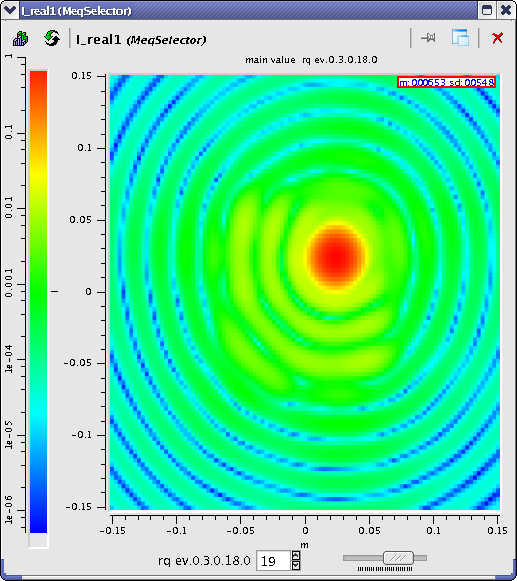 I_real1 (MeqSelector)
I_real1 (MeqSelector)
main value rq ev.0.3.0.18.0
m:.000553 sd:.00548
1
0.1
0.01
0.001
1e-04
1e-05
1e-06
0.15
0.1
0.05
0
-0.05
-0.1
-0.15
-0.15 -0.1 -0.05 0 0.05 0.1 0.15
m
rq ev.0.3.0.18.0 19